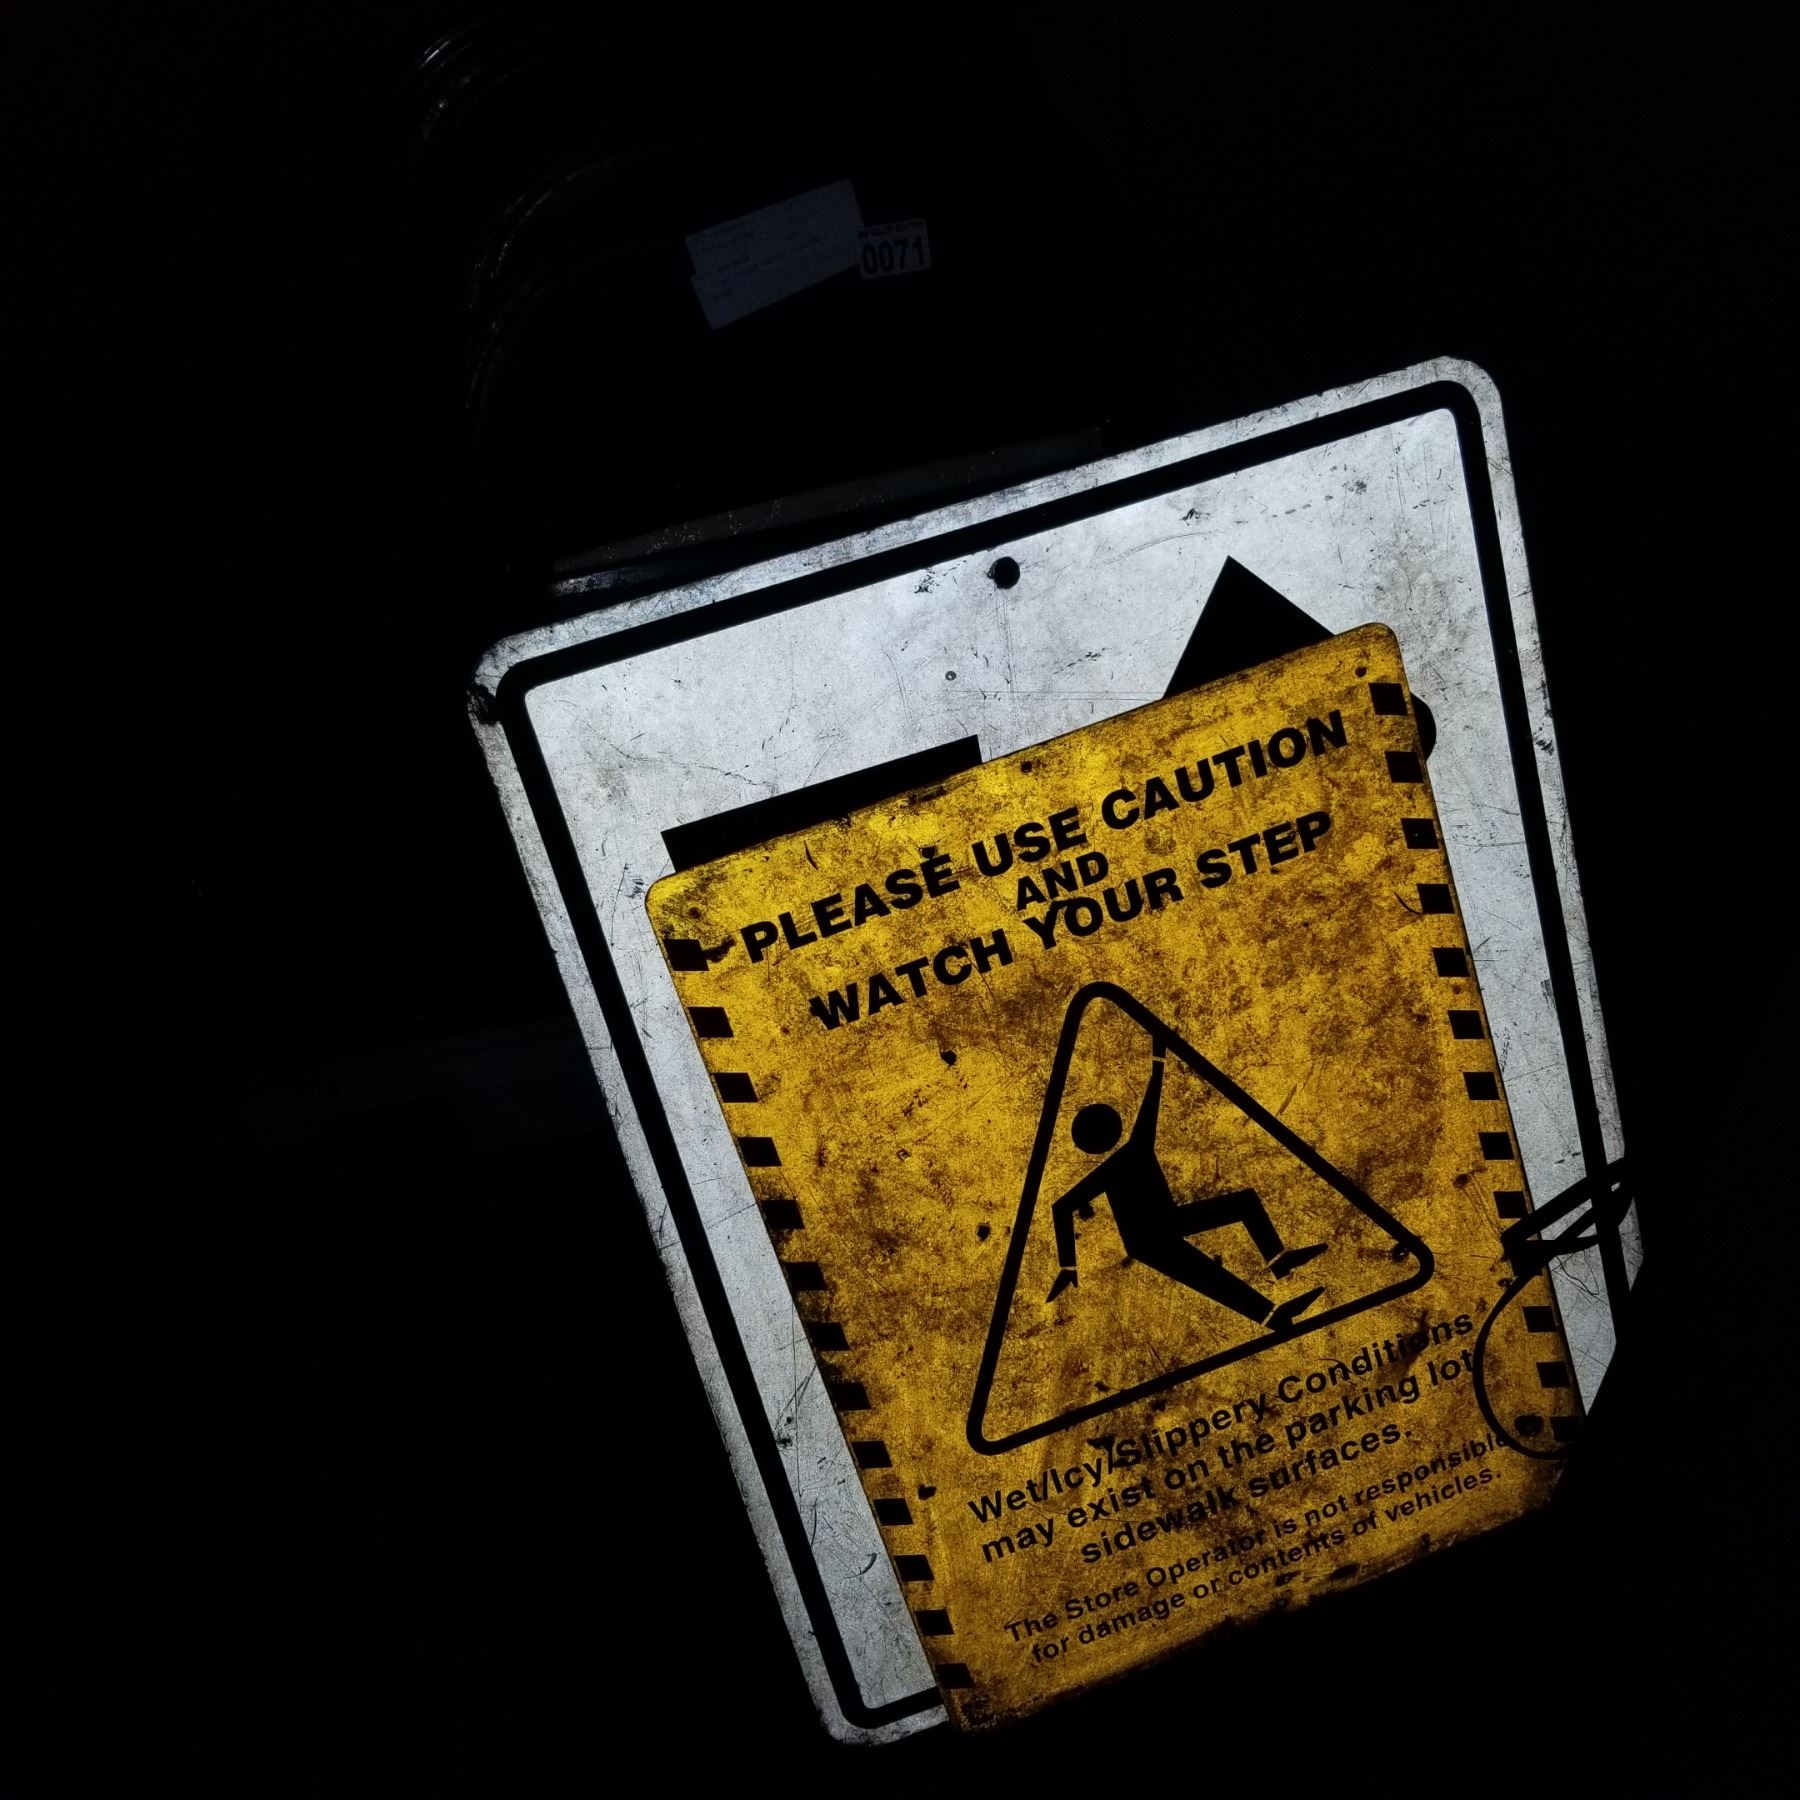 0071
PLEASE USE CAUTION
AND
WATCH YOUR STEP
Wet/Icy/Slippery Conditions
may exist on the parking lot
sidewalk surfaces.
The Store Operator is not responsible
for damage or contents of vehicles.